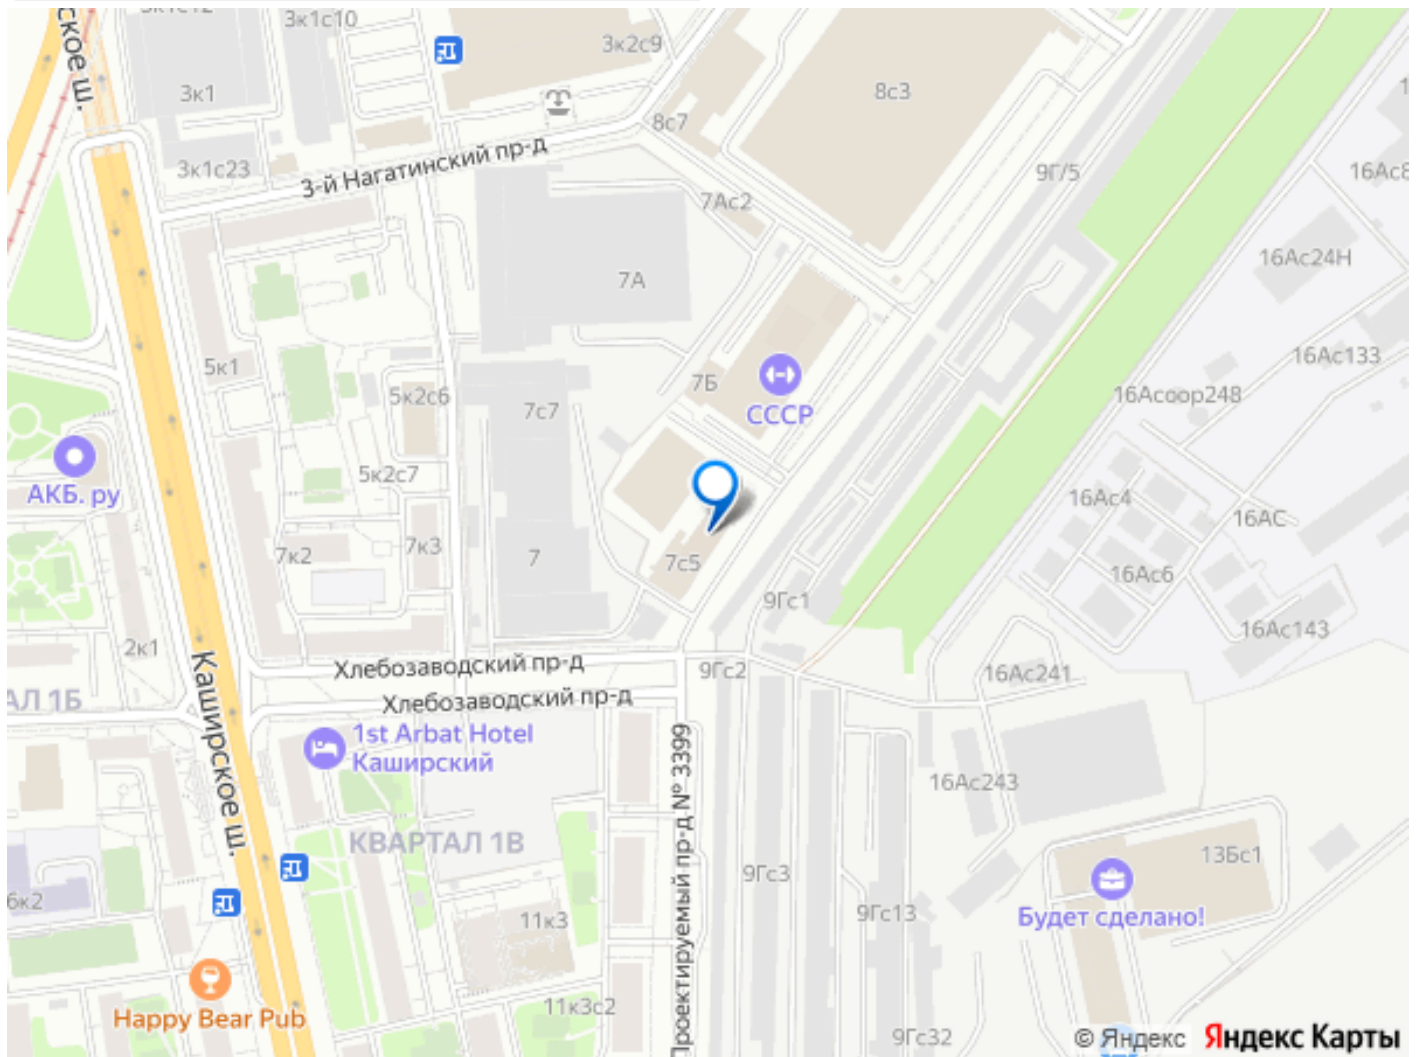 3к1с10
3к2с9
ское ш.
3к1
8с3
8с7
3к1с23
3-й Нагатинский пр-д
9Г/5
16Ас8
7Ас2
16Ас24Н
7А
16Ас133
5к1
7Б
5к2с6
16Асоор248
СССР
7с7
5к2с7
АКБ. ру
16Ас4
16АС
7к2
7к3
7
7с5
16Ас6
9Гс1
16Ас143
2к1
Хлебозаводский пр-д
9Гс2
16Ас241
Хлебозаводский пр-д
АЛ 1Б
Каширское ш.
1st Arbat Hotel
Каширский
Проектируемый пр-д № 3399
16Ас243
КВАРТАЛ 1В
13Бс1
9Гс3
6к2
11к3
9Гс13
Будет сделано!
11к3с2
Happy Bear Pub
9Гс32
© Яндекс Яндекс Карты